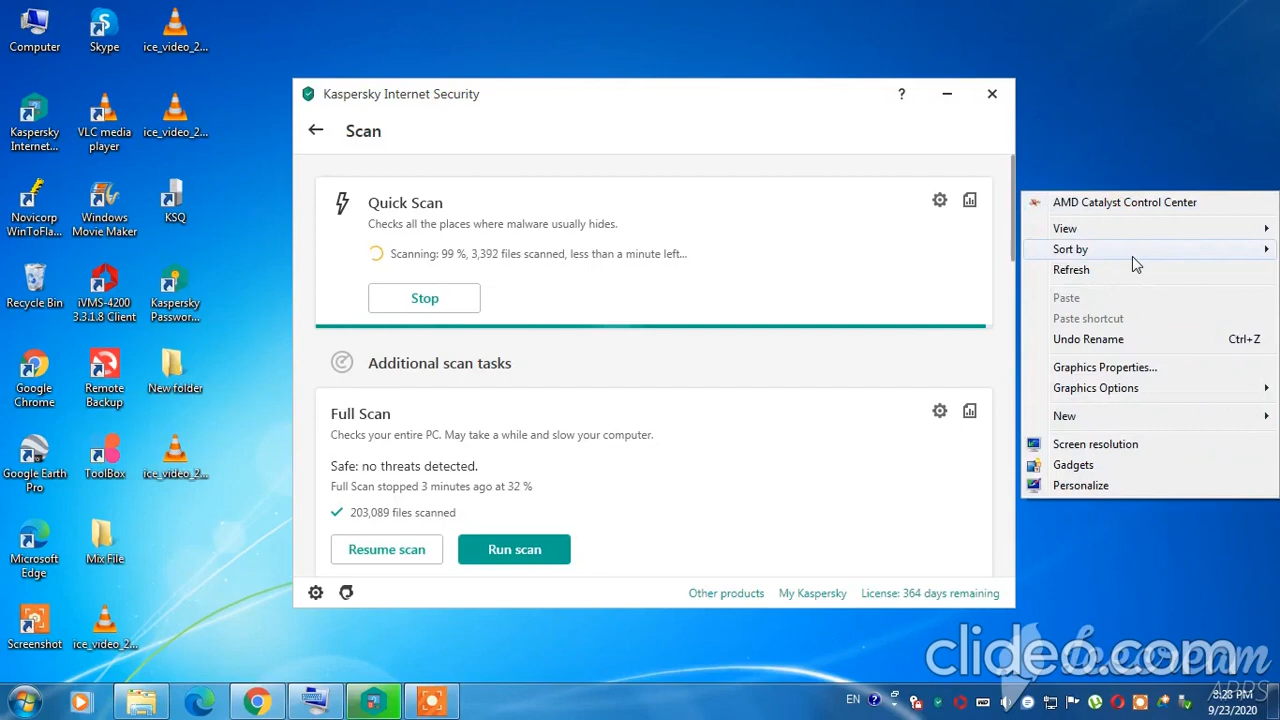 Computer
Skype
ice_video_2...
Kaspersky
Internet...
VLC media
player
ice_video_2...
Novicorp
WinToFla...
Windows
Movie Maker
KSQ
Recycle Bin
iVMS-4200
3.3.1.8 Client
Kaspersky
Passwor...
Google
Chrome
Remote
Backup
New folder
Google Earth
Pro
ToolBox
ice_video_2...
Microsoft
Edge
Mix File
Screenshot
ice_video_2...
Kaspersky Internet Security
?
Scan
Quick Scan
Checks all the places where malware usually hides.
Scanning: 99 %, 3,392 files scanned, less than a minute left...
Stop
Additional scan tasks
Full Scan
Checks your entire PC. May take a while and slow your computer.
Safe: no threats detected.
Full Scan stopped 3 minutes ago at 32 %
203,089 files scanned
Resume scan
Run scan
Other products
My Kaspersky
License: 364 days remaining
AMD Catalyst Control Center
View
Sort by
Refresh
Paste
Paste shortcut
Undo Rename Ctrl+Z
Graphics Properties...
Graphics Options
New
Screen resolution
Gadgets
Personalize
clideo.com
Icecream
APPS
EN
8:28 PM
9/23/2020